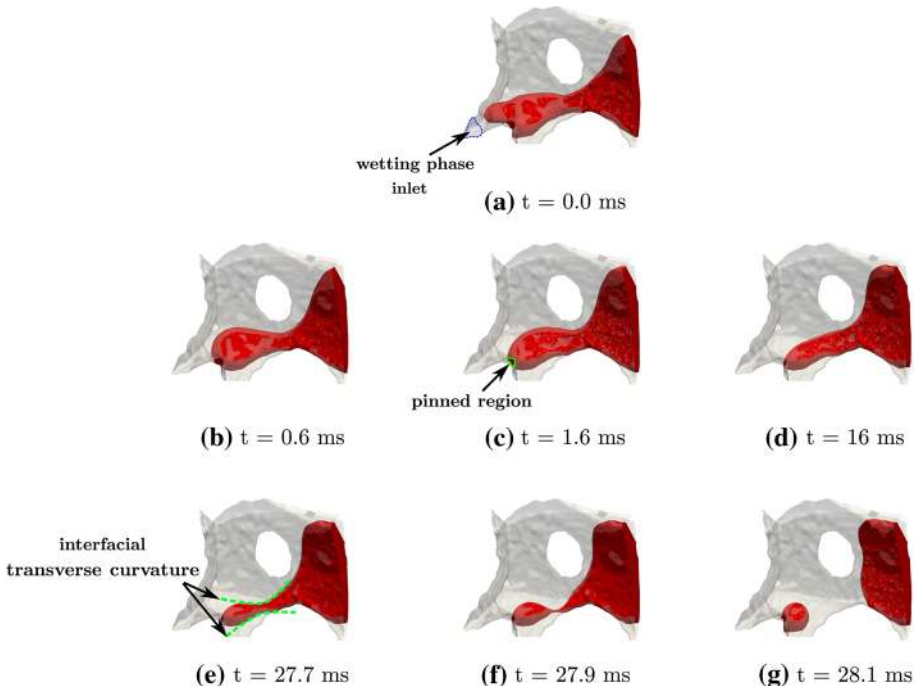 wetting phase
inlet
(a) t = 0.0 ms
pinned region
(b) t = 0.6 ms
(c) t = 1.6 ms
(d) t = 16 ms
interfacial
transverse curvature
(e) t = 27.7 ms
(f) t = 27.9 ms
(g) t = 28.1 ms